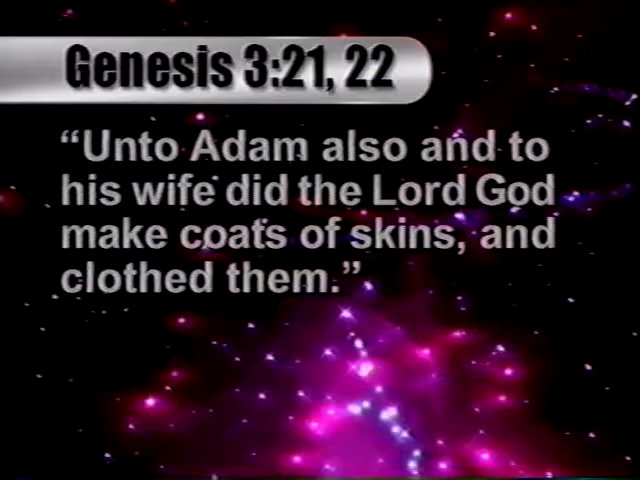 Genesis 3:21, 22
“Unto Adam also and to
his wife did the Lord God
make coats of skins, and
clothed them.”